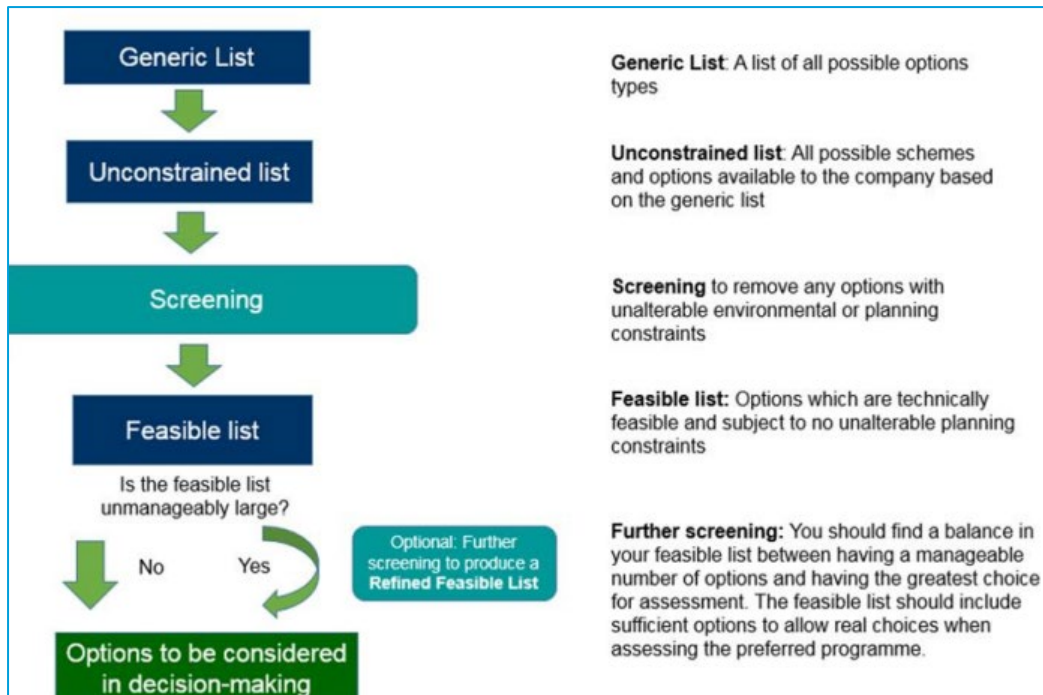 Generic List
Generic List: A list of all possible options
types
Unconstrained list
Unconstrained list: All possible schemes
and options available to the company based
on the generic list
Screening
Screening to remove any options with
unalterable environmental or planning
constraints
Feasible list
Feasible list: Options which are technically
feasible and subject to no unalterable planning
constraints
Is the feasible list
unmanageably large?
No
Yes
Optional: Further
screening to produce a
Refined Feasible List
Further screening: You should find a balance in
your feasible list between having a manageable
number of options and having the greatest choice
for assessment. The feasible list should include
sufficient options to allow real choices when
assessing the preferred programme.
Options to be considered
in decision-making